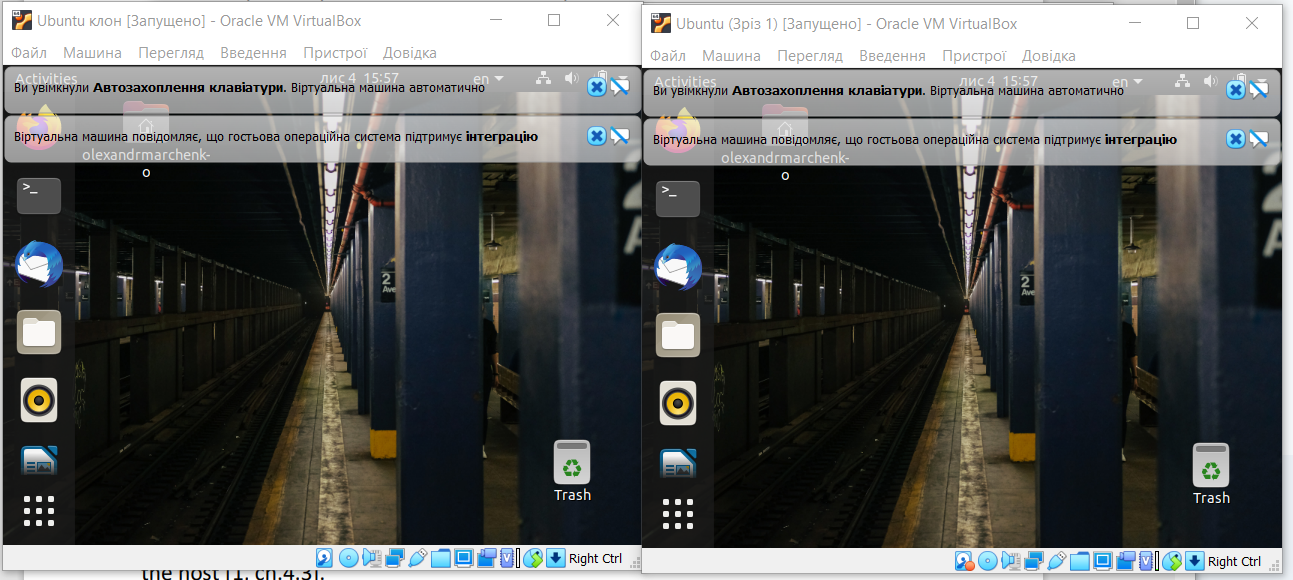 Ubuntu клон [Запущено] - Oracle VM VirtualBox
Файл Машина Перегляд Введення Пристрої Довідка
Activities лис 4 15:57 en
Ви увімкнули Автозахоплення клавіатури. Віртуальна машина автоматично
Віртуальна машина повідомляє, що гостьова операційна система підтримує інтеграцію
olexandrmarchenk-
o
>_
2
Ave
Trash
Right Ctrl
Ubuntu (Зріз 1) [Запущено] - Oracle VM VirtualBox
Файл Машина Перегляд Введення Пристрої Довідка
Activities лис 4 15:57 en
Ви увімкнули Автозахоплення клавіатури. Віртуальна машина автоматично
Віртуальна машина повідомляє, що гостьова операційна система підтримує інтеграцію
olexandrmarchenk-
o
>_
2
Ave
Trash
Right Ctrl
the host [1, ch.4.3].